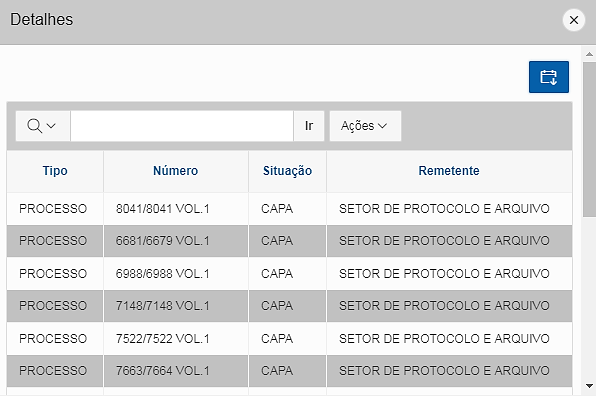 Detalhes
Ir Ações
Tipo Número Situação Remetente
PROCESSO 8041/8041 VOL.1 CAPA SETOR DE PROTOCOLO E ARQUIVO
PROCESSO 6681/6679 VOL.1 CAPA SETOR DE PROTOCOLO E ARQUIVO
PROCESSO 6988/6988 VOL.1 CAPA SETOR DE PROTOCOLO E ARQUIVO
PROCESSO 7148/7148 VOL.1 CAPA SETOR DE PROTOCOLO E ARQUIVO
PROCESSO 7522/7522 VOL.1 CAPA SETOR DE PROTOCOLO E ARQUIVO
PROCESSO 7663/7664 VOL.1 CAPA SETOR DE PROTOCOLO E ARQUIVO